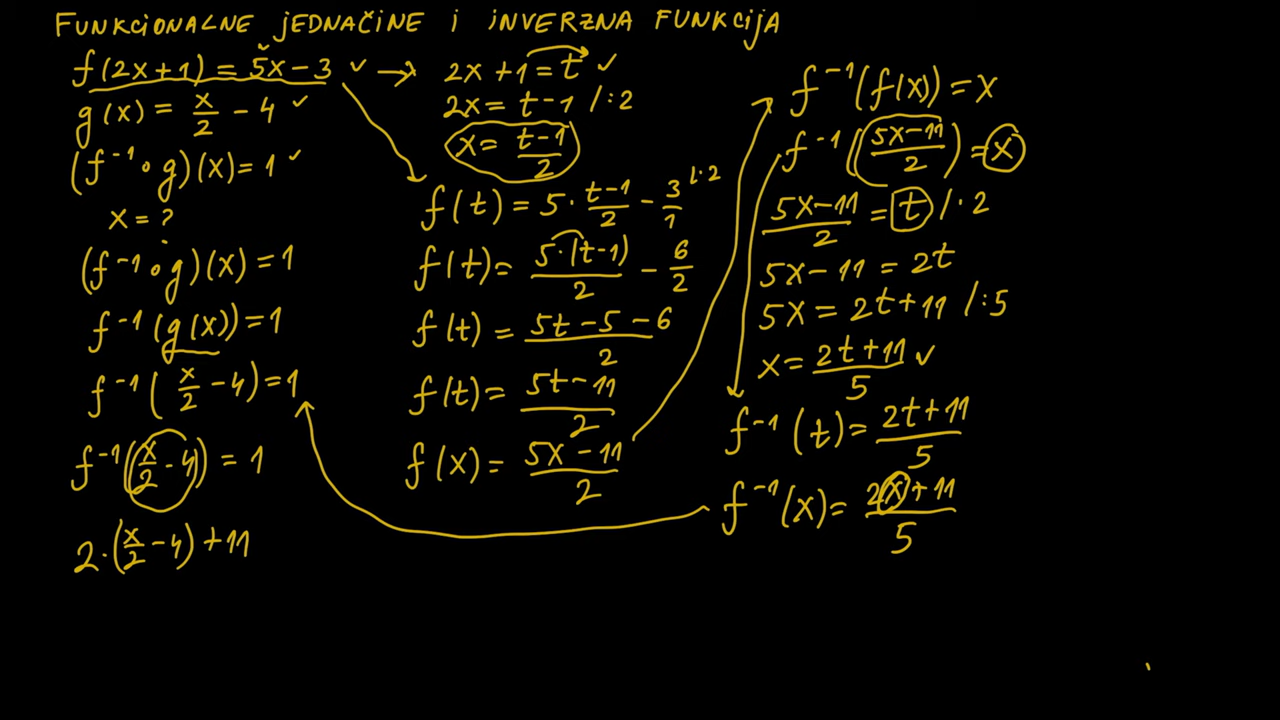 FUNKCIONALNE JEDNAČINE I INVERZNA FUNKCIJA
f(2x+1) = 5x-3 ✓ →
g(x) = x/2 - 4 ✓
(f⁻¹ ∘ g)(x) = 1 ✓
x = ?
(f⁻¹ ∘ g)(x) = 1
f⁻¹(g(x)) = 1
f⁻¹(x/2 - 4) = 1
f⁻¹(x/2 - 4) = 1
2·(x/2 - 4) + 11
2x + 1 = t ✓
2x = t-1 /:2
x = (t-1)/2
f(t) = 5·(t-1)/2 - 3/1 /·2
f(t) = 5·(t-1)/2 - 6/2
f(t) = (5t-5-6)/2
f(t) = (5t-11)/2
f(x) = (5x-11)/2
f⁻¹(f(x)) = x
f⁻¹((5x-11)/2) = x
(5x-11)/2 = t /·2
5x-11 = 2t
5x = 2t+11 /:5
x = (2t+11)/5 ✓
f⁻¹(t) = (2t+11)/5
f⁻¹(x) = (2x+11)/5